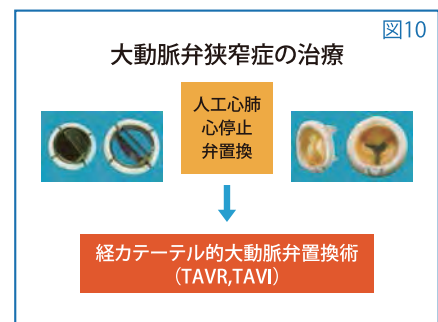 図10
大動脈弁狭窄症の治療
人工心肺
心停止
弁置換
経カテーテル的大動脈弁置換術
(TAVR,TAVI)